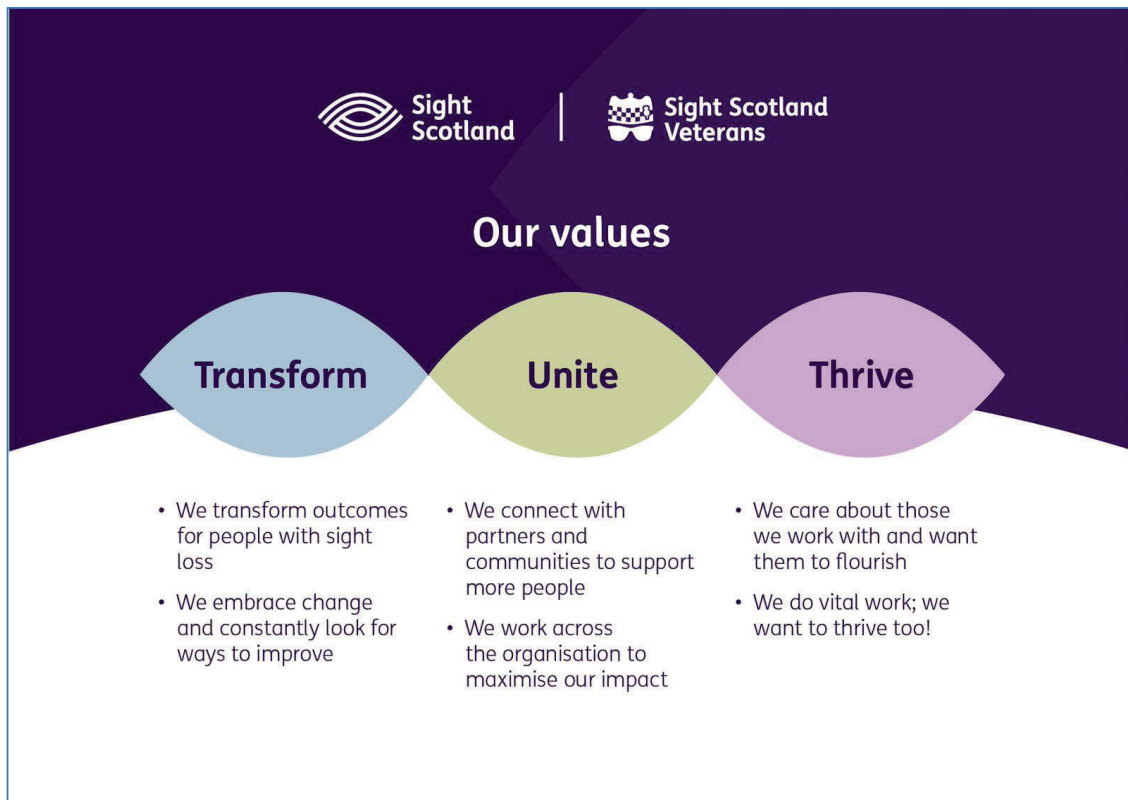 Sight
Scotland
Sight Scotland
Veterans
Our values
Transform
Unite
Thrive
• We transform outcomes
for people with sight
loss
• We embrace change
and constantly look for
ways to improve
• We connect with
partners and
communities to support
more people
• We work across
the organisation to
maximise our impact
• We care about those
we work with and want
them to flourish
• We do vital work; we
want to thrive too!